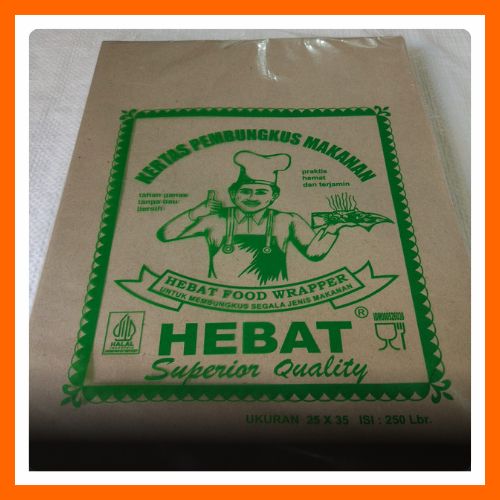 KERTAS PEMBUNGKUS MAKANAN
tahan panas
tanpa bau
bersih
praktis
hemat
dan terjamin
HEBAT FOOD WRAPPER
UNTUK MEMBUNGKUS SEGALA JENIS MAKANAN
HALAL
HEBAT ®
Superior Quality
UKURAN 25 X 35 ISI : 250 Lbr.